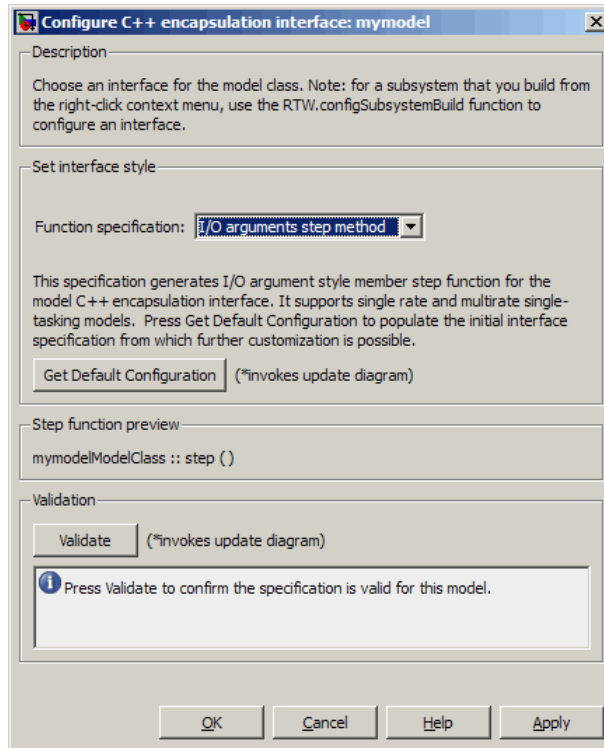 Configure C++ encapsulation interface: mymodel
Description
Choose an interface for the model class. Note: for a subsystem that you build from
the right-click context menu, use the RTW.configSubsystemBuild function to
configure an interface.
Set interface style
Function specification: I/O arguments step method
This specification generates I/O argument style member step function for the
model C++ encapsulation interface. It supports single rate and multirate single-
tasking models. Press Get Default Configuration to populate the initial interface
specification from which further customization is possible.
Get Default Configuration (*invokes update diagram)
Step function preview
mymodelModelClass :: step ( )
Validation
Validate (*invokes update diagram)
Press Validate to confirm the specification is valid for this model.
OK Cancel Help Apply